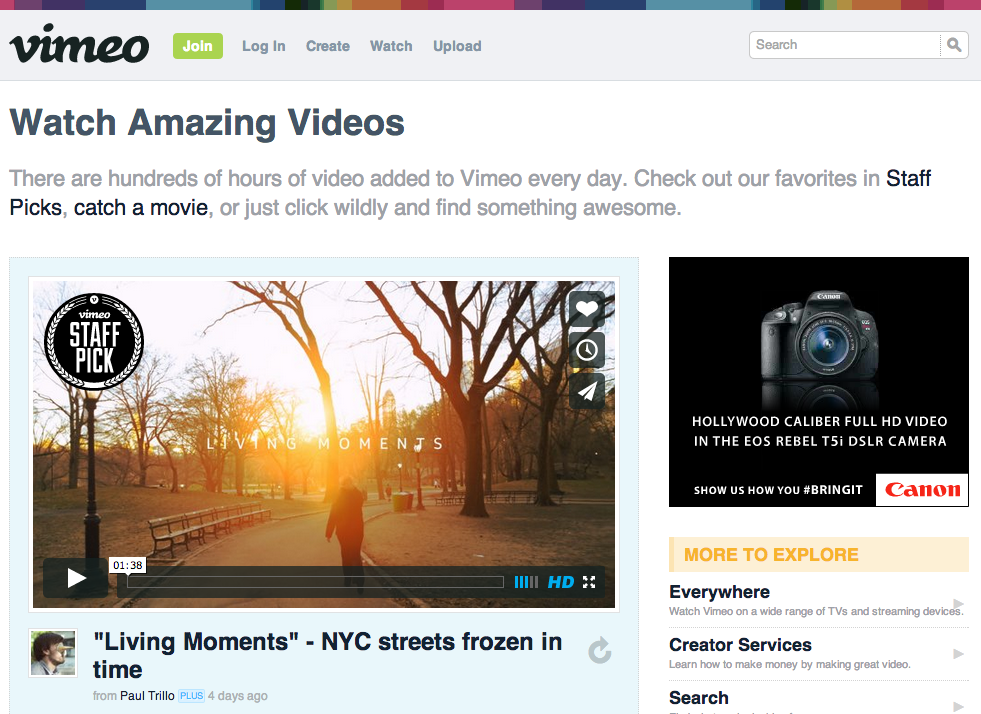 vimeo
Join Log In Create Watch Upload
Search
Watch Amazing Videos
There are hundreds of hours of video added to Vimeo every day. Check out our favorites in Staff
Picks, catch a movie, or just click wildly and find something awesome.
vimeo
STAFF
PICK
LIVING MOMENTS
01:38
HD
"Living Moments" - NYC streets frozen in
time
from Paul Trillo PLUS 4 days ago
Canon
HOLLYWOOD CALIBER FULL HD VIDEO
IN THE EOS REBEL T5i DSLR CAMERA
SHOW US HOW YOU #BRINGIT
Canon
MORE TO EXPLORE
Everywhere
Watch Vimeo on a wide range of TVs and streaming devices.
Creator Services
Learn how to make money by making great video.
Search